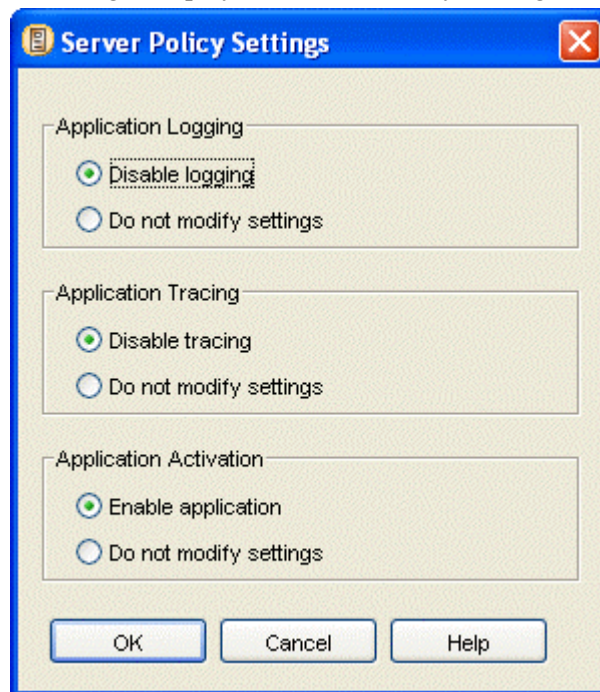 Server Policy Settings
Application Logging
Disable logging
Do not modify settings
Application Tracing
Disable tracing
Do not modify settings
Application Activation
Enable application
Do not modify settings
OK Cancel Help